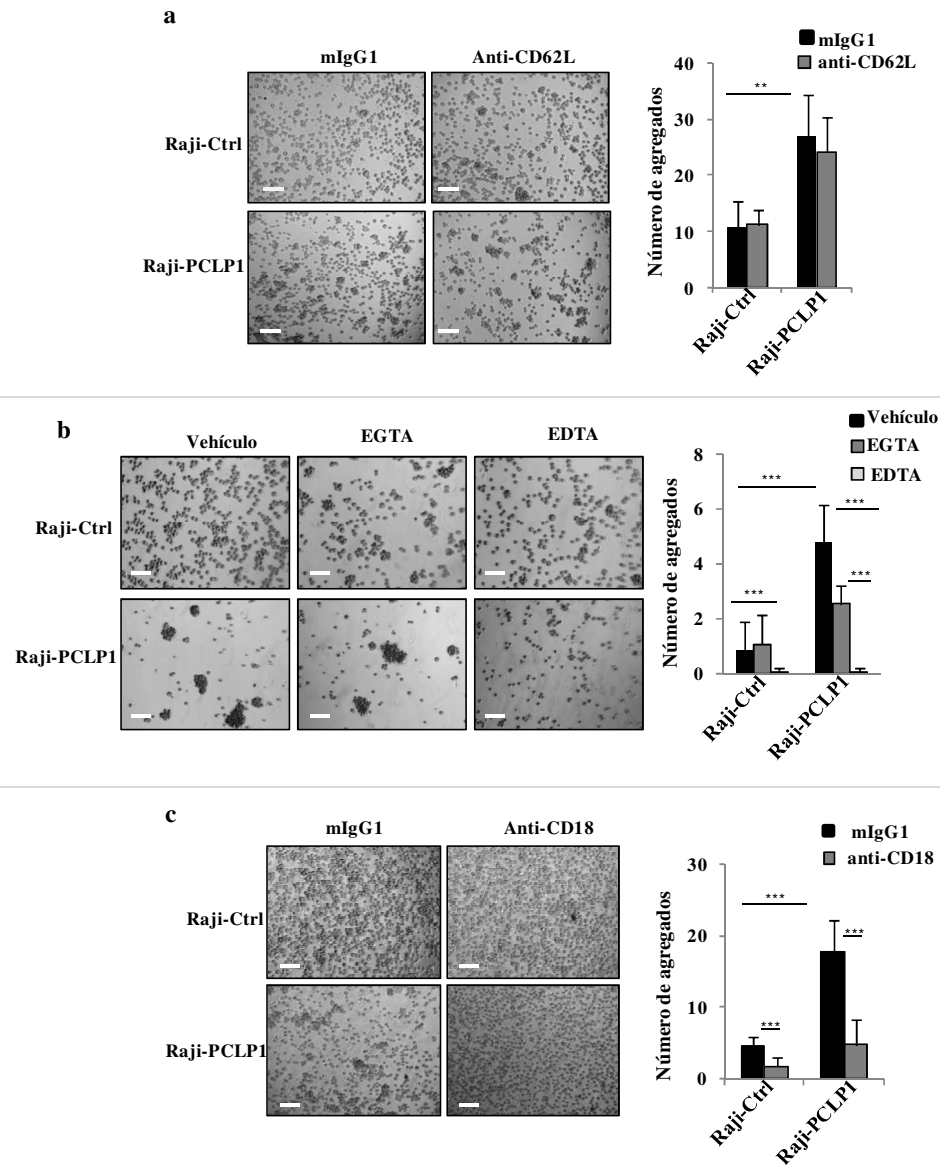 a
mIgG1
Anti-CD62L
Raji-Ctrl
Raji-PCLP1
mIgG1
anti-CD62L
Número de agregados
40
30
20
10
0
**
Raji-Ctrl
Raji-PCLP1
b
Vehículo
EGTA
EDTA
Raji-Ctrl
Raji-PCLP1
Vehículo
EGTA
EDTA
Número de agregados
8
6
4
2
0
***
***
***
***
Raji-Ctrl
Raji-PCLP1
c
mIgG1
Anti-CD18
Raji-Ctrl
Raji-PCLP1
mIgG1
anti-CD18
Número de agregados
30
20
10
0
***
***
***
Raji-Ctrl
Raji-PCLP1